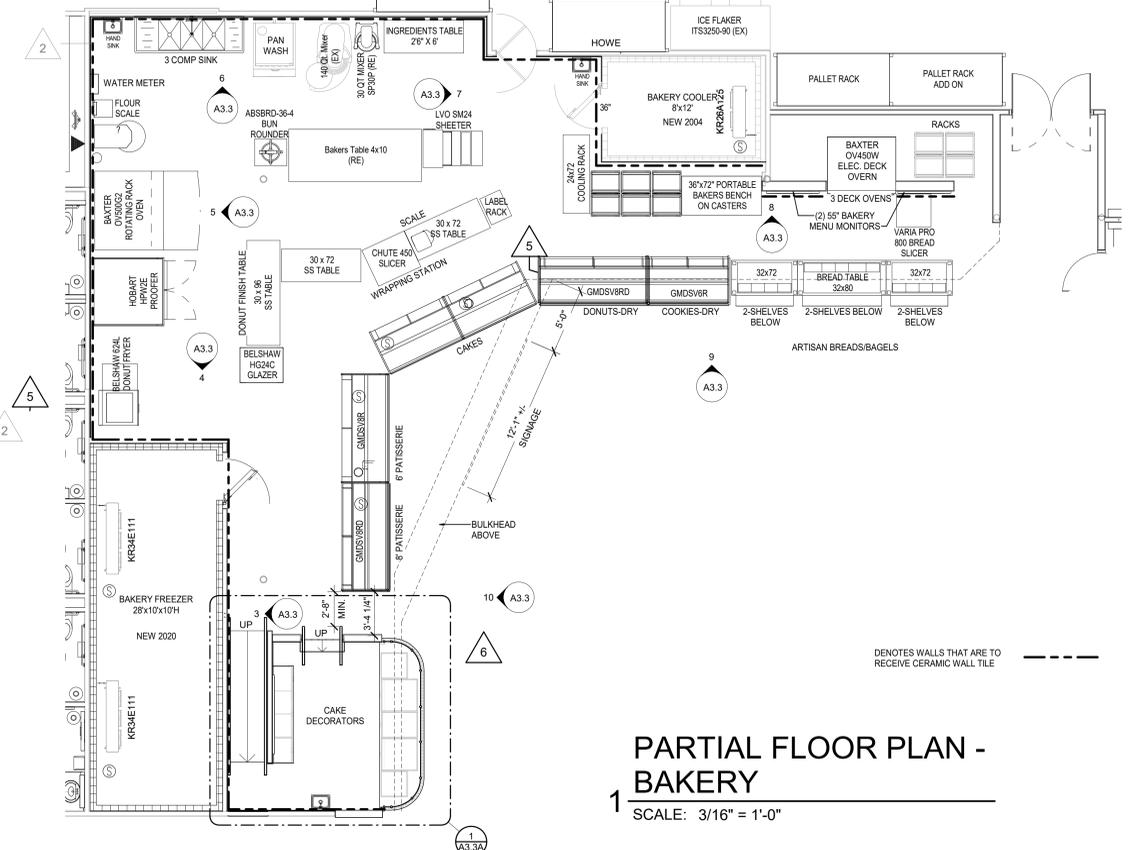 ICE FLAKER
ITS3250-90 (EX)
HOWE
HAND
SINK
3 COMP SINK
PAN
WASH
140 Qt. Mixer
(EX)
30 QT MIXER
SP30P (RE)
INGREDIENTS TABLE
2'6" X 6'
2
WATER METER
FLOUR
SCALE
6
A3.3
A3.3
7
HAND
SINK
36"
BAKERY COOLER
8'x12'
NEW 2004
KR26A125
S
PALLET RACK
PALLET RACK
ADD ON
RACKS
ABSBRD-36-4
BUN
ROUNDER
Bakers Table 4x10
(RE)
LVO SM24
SHEETER
24x72
COOLING RACK
36"x72" PORTABLE
BAKERS BENCH
ON CASTERS
BAXTER
OV450W
ELEC. DECK
OVERN
3 DECK OVENS
(2) 55" BAKERY
MENU MONITORS
8
A3.3
VARIA PRO
800 BREAD
SLICER
BAXTER
OV500G2
ROTATING RACK
OVEN
5
A3.3
SCALE
LABEL
RACK
30 x 72
SS TABLE
CHUTE 450
SLICER
WRAPPING STATION
30 x 72
SS TABLE
DONUT FINISH TABLE
30 x 96
SS TABLE
HOBART
HPW2E
PROOFER
5
GMDSV8RD
GMDSV6R
DONUTS-DRY
COOKIES-DRY
32x72
BREAD TABLE
32x80
32x72
2-SHELVES
BELOW
2-SHELVES BELOW
2-SHELVES
BELOW
ARTISAN BREADS/BAGELS
CAKES
A3.3
4
BELSHAW
HG24C
GLAZER
BELSHAW 624L
DONUT FRYER
5
2
9
A3.3
5'-0"
12'-1" +/-
SIGNAGE
S
GMDSV8R
6' PATISSERIE
S
GMDSV8RD
8' PATISSERIE
BULKHEAD
ABOVE
KR34E111
S
BAKERY FREEZER
28'x10'x10'H
NEW 2020
KR34E111
S
3
A3.3
UP
UP
2'-8"
MIN.
3'-4 1/4"
10
A3.3
6
CAKE
DECORATORS
1
A3.3A
DENOTES WALLS THAT ARE TO
RECEIVE CERAMIC WALL TILE
PARTIAL FLOOR PLAN -
BAKERY
1
SCALE: 3/16" = 1'-0"